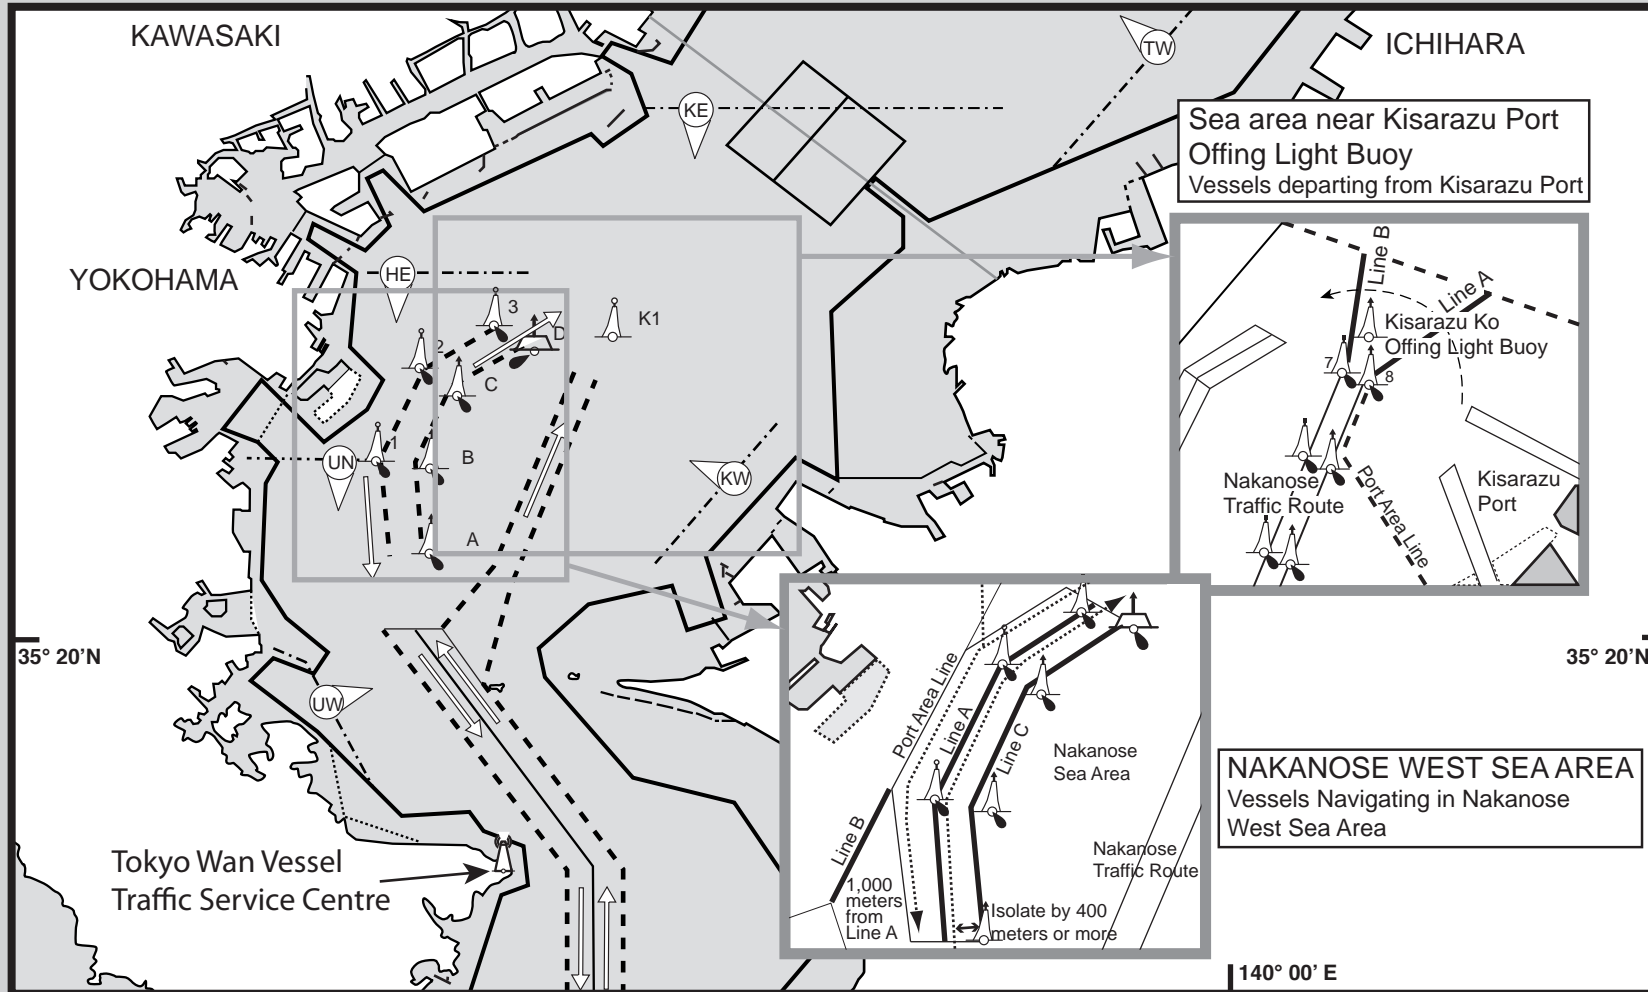 KAWASAKI
ICHIHARA
TW
KE
Sea area near Kisarazu Port
Offing Light Buoy
Vessels departing from Kisarazu Port
YOKOHAMA
HE
3
D
K1
2
C
1
B
UN
KW
A
Line B
Line A
Kisarazu Ko
Offing Light Buoy
7
8
Nakanose
Traffic Route
Kisarazu
Port
Port Area Line
35° 20’N
35° 20’N
UW
Port Area Line
Line A
Line C
Nakanose
Sea Area
Line B
Nakanose
Traffic Route
1,000
meters
from
Line A
Isolate by 400
meters or more
NAKANOSE WEST SEA AREA
Vessels Navigating in Nakanose
West Sea Area
Tokyo Wan Vessel
Traffic Service Centre
140° 00’ E